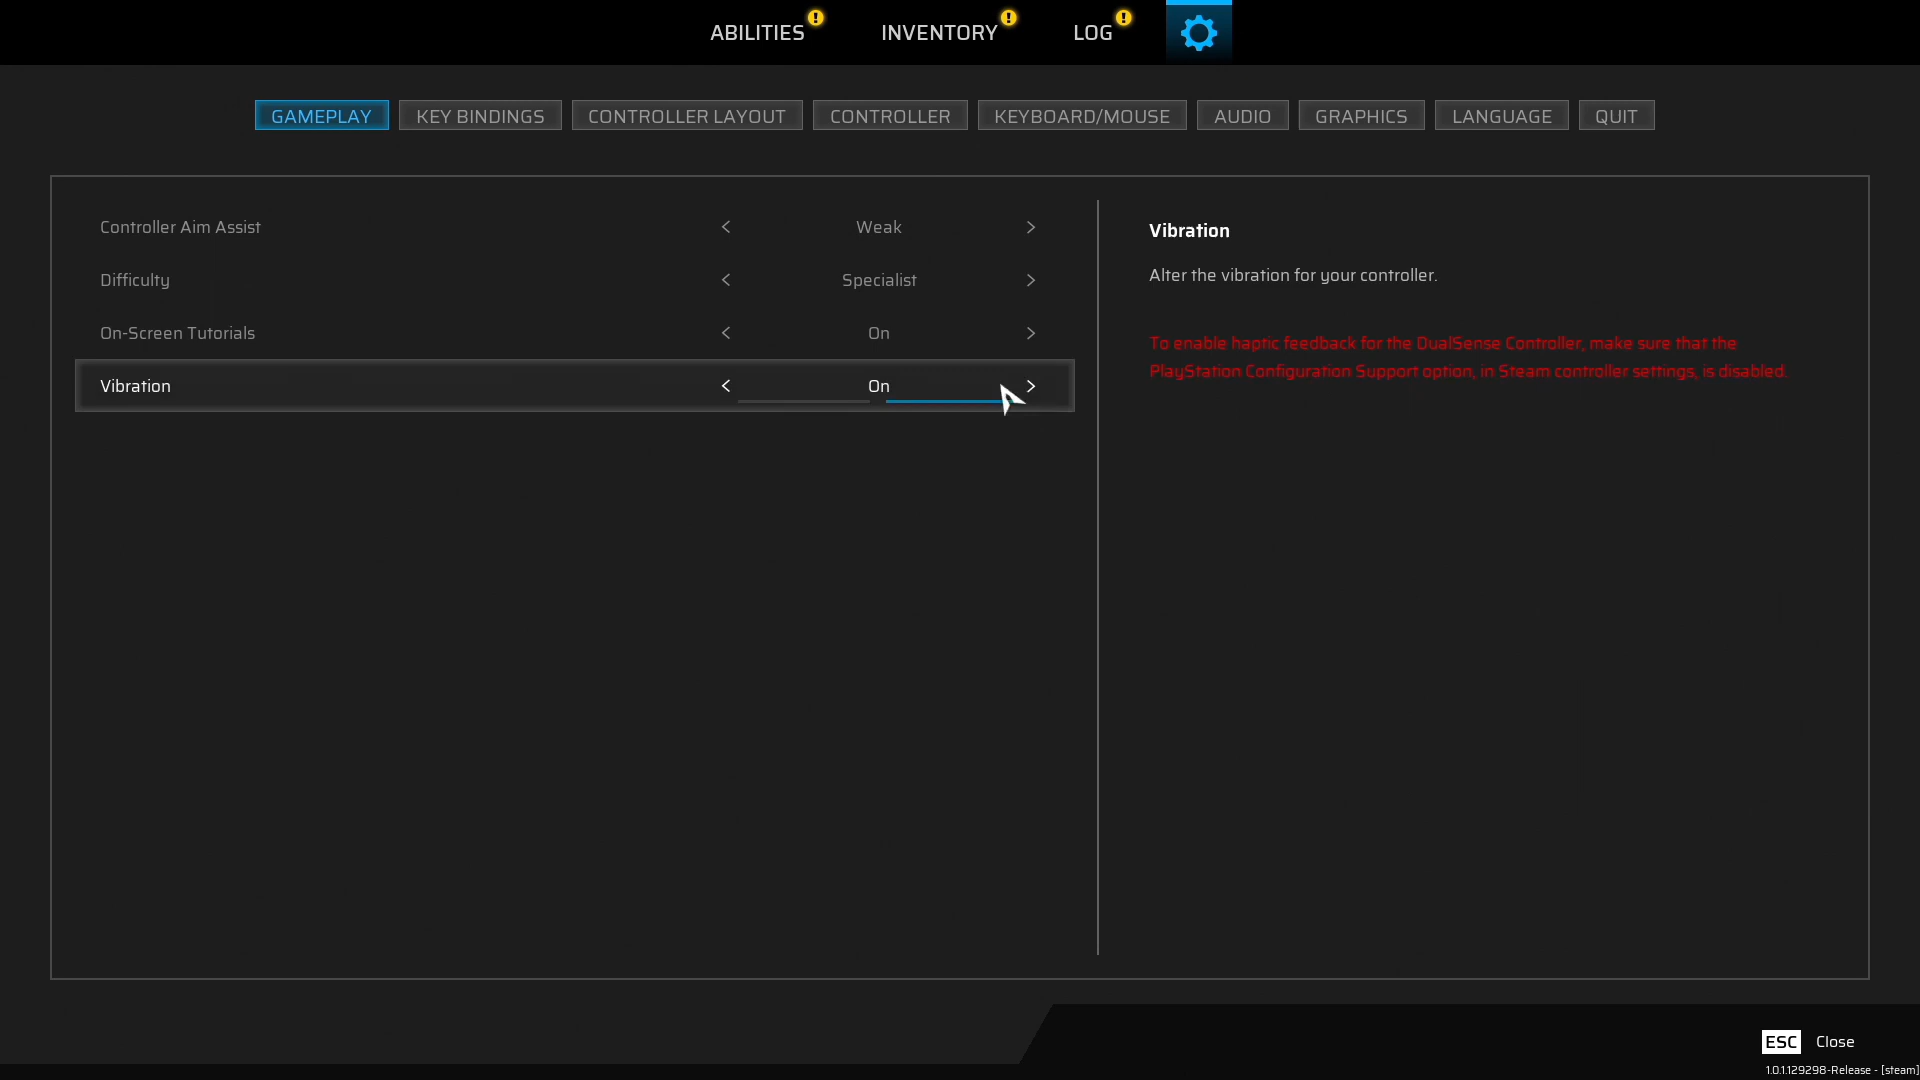 ABILITIES ! INVENTORY ! LOG !
GAMEPLAY KEY BINDINGS CONTROLLER LAYOUT CONTROLLER KEYBOARD/MOUSE AUDIO GRAPHICS LANGUAGE QUIT
Controller Aim Assist < Weak >
Difficulty < Specialist >
On-Screen Tutorials < On >
Vibration < On >
Vibration
Alter the vibration for your controller.
To enable haptic feedback for the DualSense Controller, make sure that the
PlayStation Configuration Support option, in Steam controller settings, is disabled.
ESC Close
1.0.1.129298-Release - [steam]